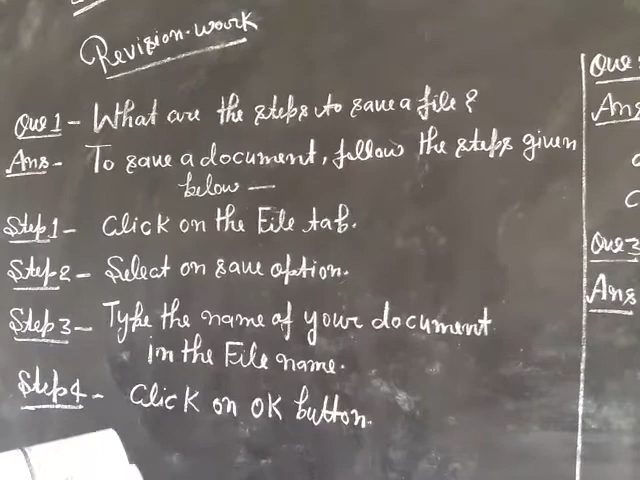 Revision-work
Que 1 - What are the steps to save a file?
Ans - To save a document, follow the steps given
below —
Step 1 - Click on the File tab.
Step 2 - Select on save option.
Step 3 - Type the name of your document
in the File name.
Step 4 - Click on OK button.
Que
Ans
Que 3
Ans